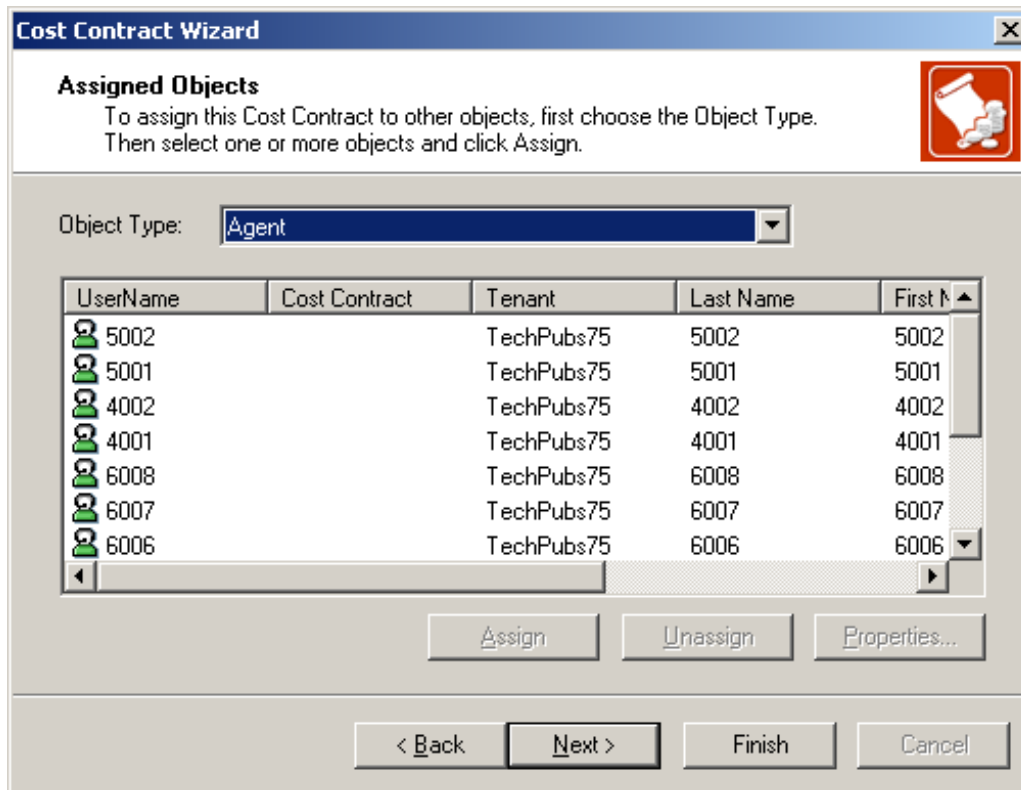 Cost Contract Wizard
Assigned Objects
To assign this Cost Contract to other objects, first choose the Object Type.
Then select one or more objects and click Assign.
Object Type: Agent
UserName Cost Contract Tenant Last Name First N
5002 TechPubs75 5002 5002
5001 TechPubs75 5001 5001
4002 TechPubs75 4002 4002
4001 TechPubs75 4001 4001
6008 TechPubs75 6008 6008
6007 TechPubs75 6007 6007
6006 TechPubs75 6006 6006
Assign Unassign Properties...
< Back Next > Finish Cancel